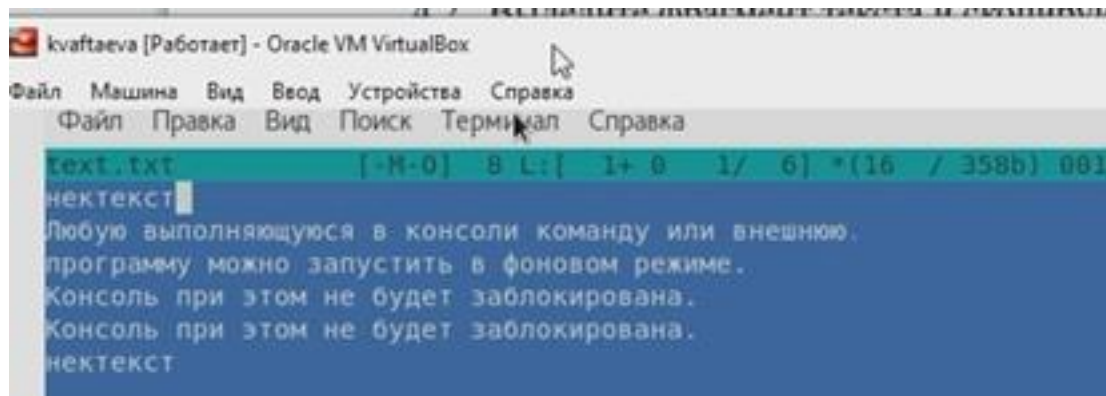 kvaftaeva [Работает] - Oracle VM VirtualBox
Файл Машина Вид Ввод Устройства Справка
Файл Правка Вид Поиск Терминал Справка
text.txt [-M-O] 8 L:[ 1+ 0 1/ 6] *(16 / 358b) 001
нектекст
Любую выполняющуюся в консоли команду или внешнюю.
программу можно запустить в фоновом режиме.
Консоль при этом не будет заблокирована.
Консоль при этом не будет заблокирована.
нектекст